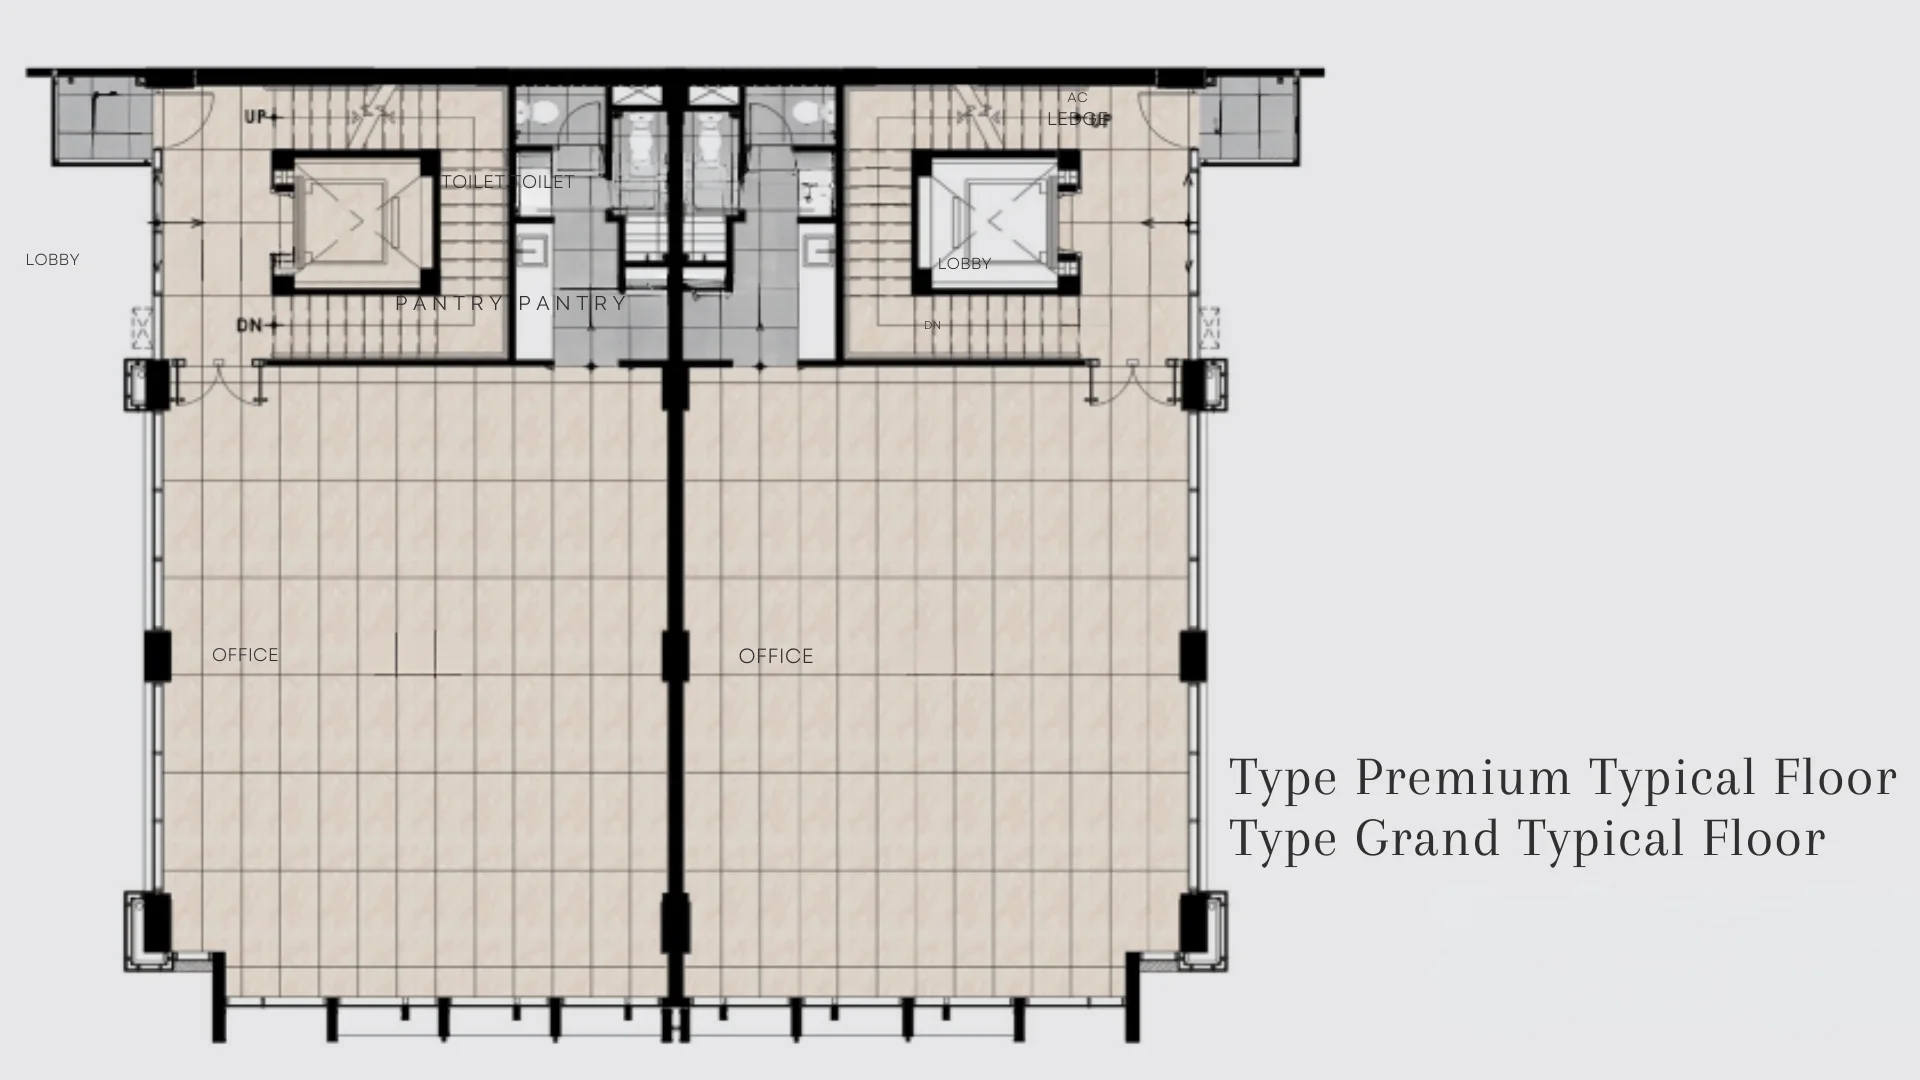 AC
UP
LEDGE
UP
TOILET TOILET
LOBBY
LOBBY
PANTRY PANTRY
DN
DN
OFFICE
OFFICE
Type Premium Typical Floor
Type Grand Typical Floor